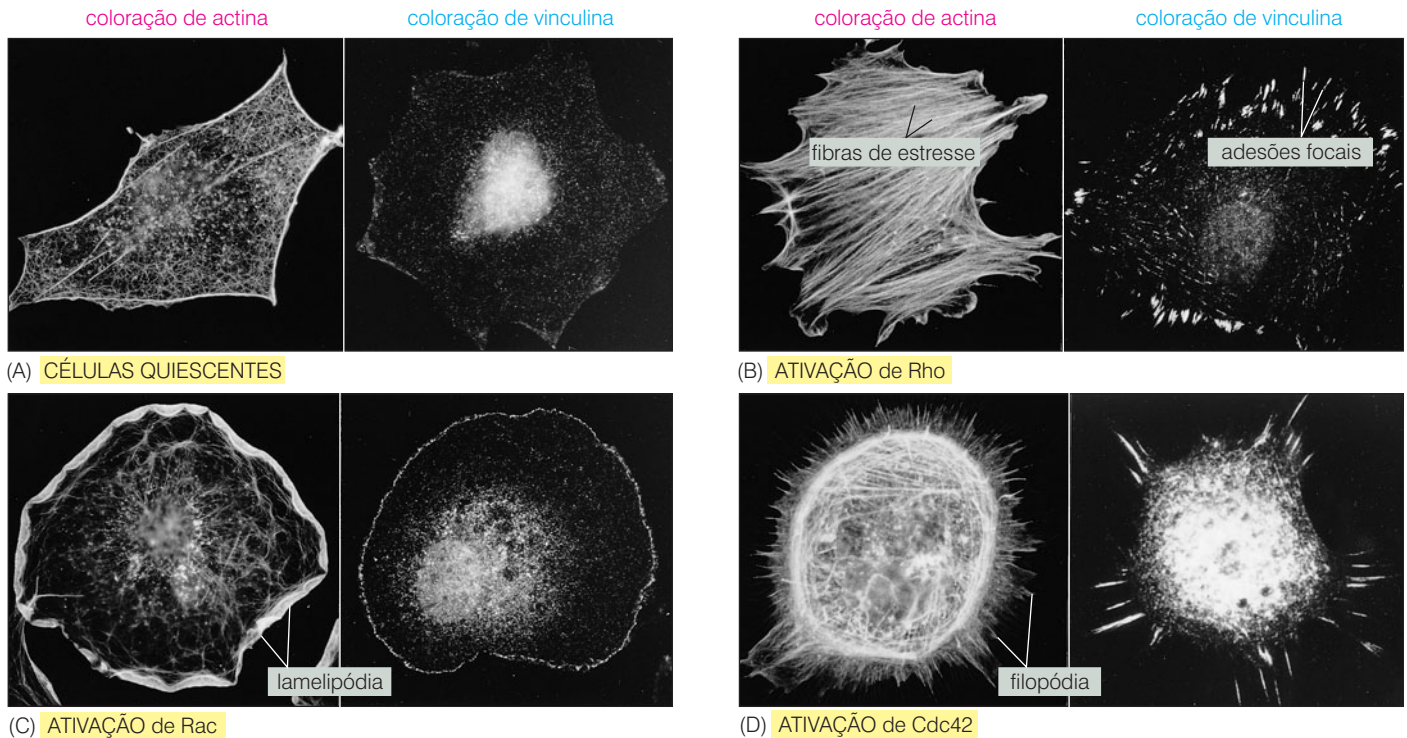 coloração de actina
coloração de vinculina
coloração de actina
coloração de vinculina
fibras de estresse
adesões focais
(A) CÉLULAS QUIESCENTES
(B) ATIVAÇÃO de Rho
lamelipódia
filopódia
(C) ATIVAÇÃO de Rac
(D) ATIVAÇÃO de Cdc42